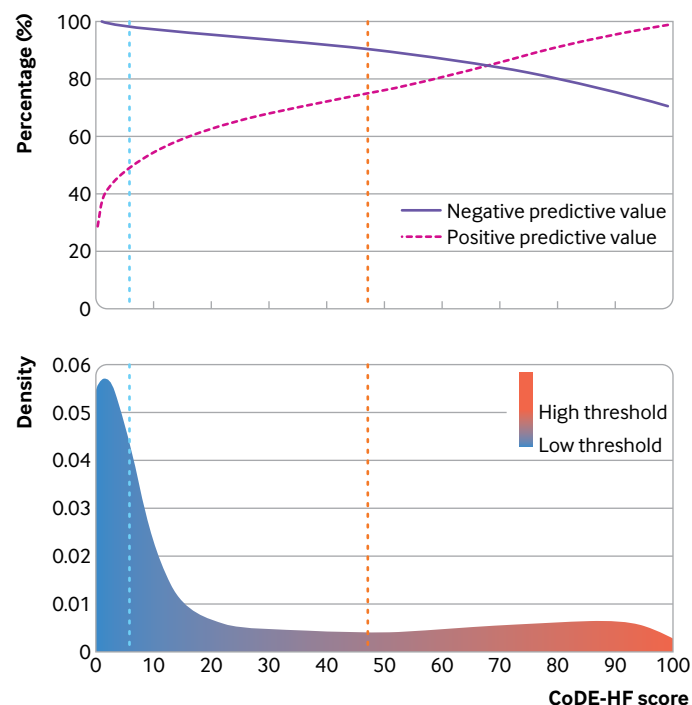 Percentage (%)
100
80
60
40
20
0
Negative predictive value
Positive predictive value
Density
0.06
0.05
0.04
0.03
0.02
0.01
0
High threshold
Low threshold
0 10 20 30 40 50 60 70 80 90 100
CoDE-HF score